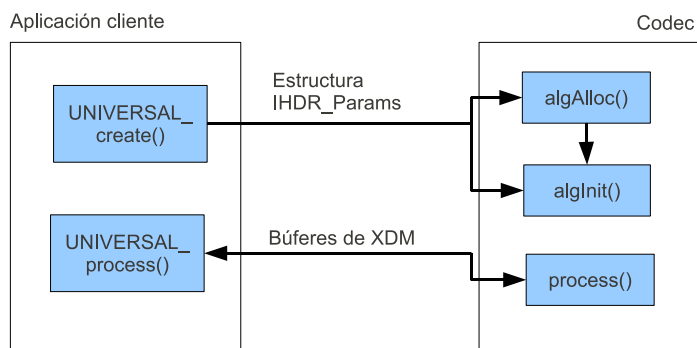 Aplicación cliente
Codec
UNIVERSAL_
create()
Estructura
IHDR_Params
algAlloc()
algInit()
UNIVERSAL_
process()
Búferes de XDM
process()